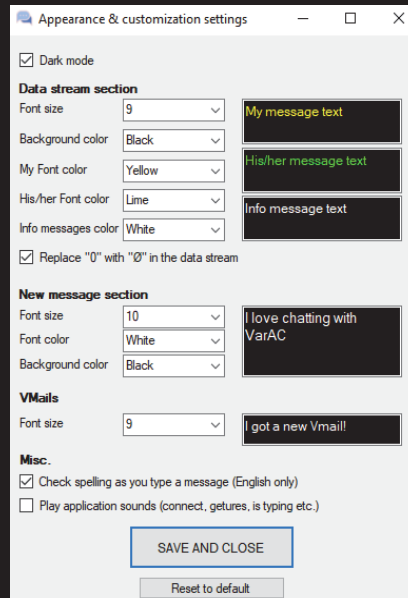 Appearance & customization settings
Dark mode
Data stream section
Font size 9 My message text
Background color Black
My Font color Yellow His/her message text
His/her Font color Lime Info message text
Info messages color White
Replace "0" with "Ø" in the data stream
New message section
Font size 10 I love chatting with
Font color White VarAC
Background color Black
VMails
Font size 9 I got a new Vmail!
Misc.
Check spelling as you type a message (English only)
Play application sounds (connect, getures, is typing etc.)
SAVE AND CLOSE
Reset to default